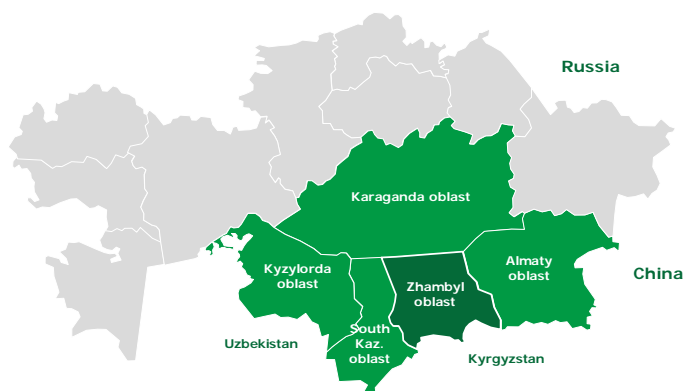 Russia
Karaganda oblast
Kyzylorda
oblast
Zhambyl
oblast
Almaty
oblast
China
South
Kaz.
oblast
Uzbekistan
Kyrgyzstan